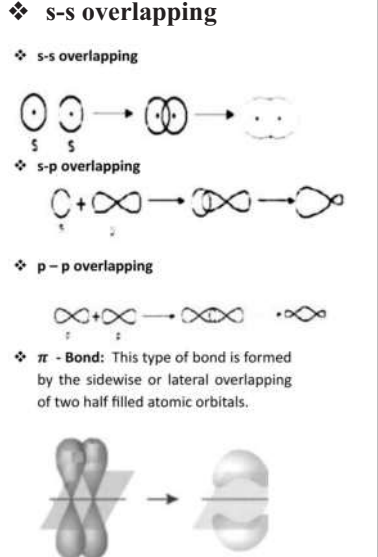 ❖ s-s overlapping
❖ s-s overlapping
S S
❖ s-p overlapping
s
❖ p – p overlapping
❖ π - Bond: This type of bond is formed
by the sidewise or lateral overlapping
of two half filled atomic orbitals.